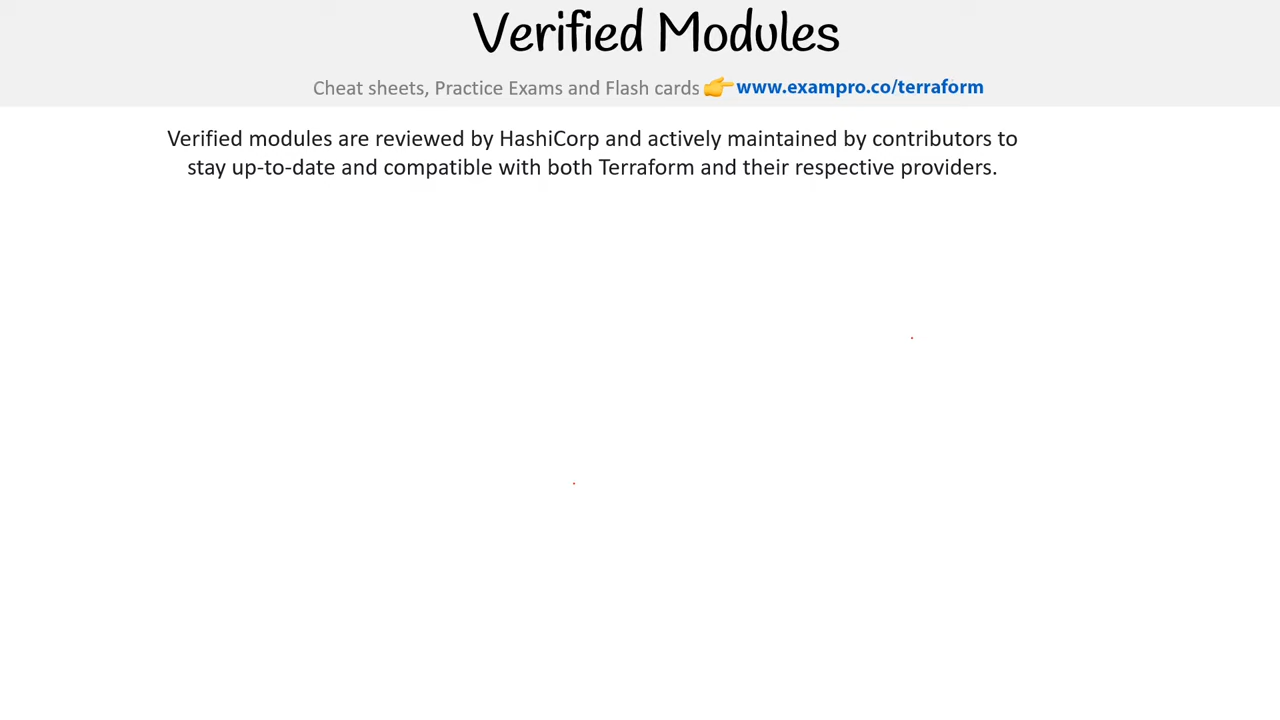 Verified Modules
Cheat sheets, Practice Exams and Flash cards 👉 www.exampro.co/terraform
Verified modules are reviewed by HashiCorp and actively maintained by contributors to
stay up-to-date and compatible with both Terraform and their respective providers.